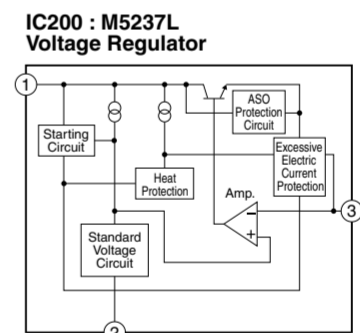 IC200 : M5237L
Voltage Regulator
1
ASO
Protection
Circuit
Starting
Circuit
Excessive
Electric
Current
Protection
Heat
Protection
Amp.
3
Standard
Voltage
Circuit
2